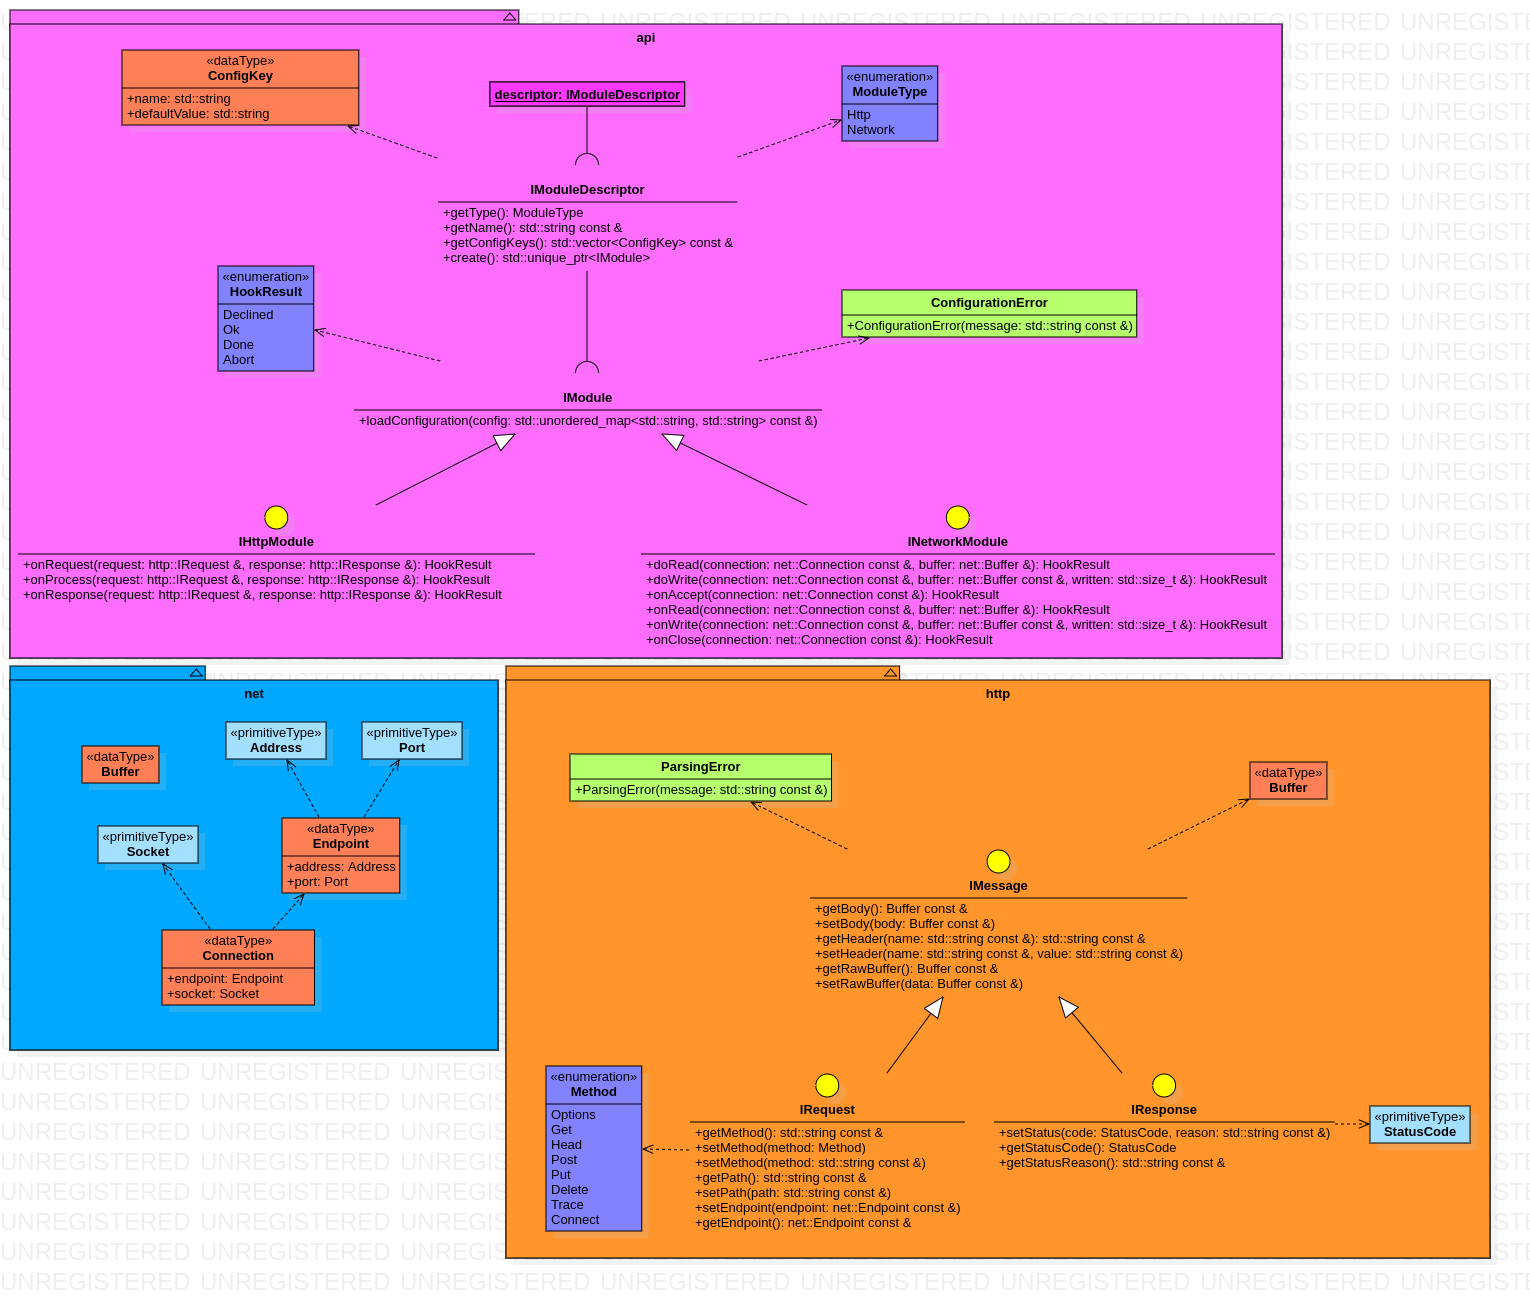 api
«dataType»
ConfigKey
+name: std::string
+defaultValue: std::string
descriptor: IModuleDescriptor
«enumeration»
ModuleType
Http
Network
IModuleDescriptor
+getType(): ModuleType
+getName(): std::string const &
+getConfigKeys(): std::vector<ConfigKey> const &
+create(): std::unique_ptr<IModule>
«enumeration»
HookResult
Declined
Ok
Done
Abort
ConfigurationError
+ConfigurationError(message: std::string const &)
IModule
+loadConfiguration(config: std::unordered_map<std::string, std::string> const &)
IHttpModule
+onRequest(request: http::IRequest &, response: http::IResponse &): HookResult
+onProcess(request: http::IRequest &, response: http::IResponse &): HookResult
+onResponse(request: http::IRequest &, response: http::IResponse &): HookResult
INetworkModule
+doRead(connection: net::Connection const &, buffer: net::Buffer &): HookResult
+doWrite(connection: net::Connection const &, buffer: net::Buffer const &, written: std::size_t &): HookResult
+onAccept(connection: net::Connection const &): HookResult
+onRead(connection: net::Connection const &, buffer: net::Buffer &): HookResult
+onWrite(connection: net::Connection const &, buffer: net::Buffer const &, written: std::size_t &): HookResult
+onClose(connection: net::Connection const &): HookResult
net
«dataType»
Buffer
«primitiveType»
Address
«primitiveType»
Port
«primitiveType»
Socket
«dataType»
Endpoint
+address: Address
+port: Port
«dataType»
Connection
+endpoint: Endpoint
+socket: Socket
http
ParsingError
+ParsingError(message: std::string const &)
«dataType»
Buffer
IMessage
+getBody(): Buffer const &
+setBody(body: Buffer const &)
+getHeader(name: std::string const &): std::string const &
+setHeader(name: std::string const &, value: std::string const &)
+getRawBuffer(): Buffer const &
+setRawBuffer(data: Buffer const &)
«enumeration»
Method
Options
Get
Head
Post
Put
Delete
Trace
Connect
IRequest
+getMethod(): std::string const &
+setMethod(method: Method)
+setMethod(method: std::string const &)
+getPath(): std::string const &
+setPath(path: std::string const &)
+setEndpoint(endpoint: net::Endpoint const &)
+getEndpoint(): net::Endpoint const &
IResponse
+setStatus(code: StatusCode, reason: std::string const &)
+getStatusCode(): StatusCode
+getStatusReason(): std::string const &
«primitiveType»
StatusCode
UNREGISTERED UNREGISTERED UNREGISTERED UNREGISTERED UNREGISTERED UNREGISTERED UNREGISTERED